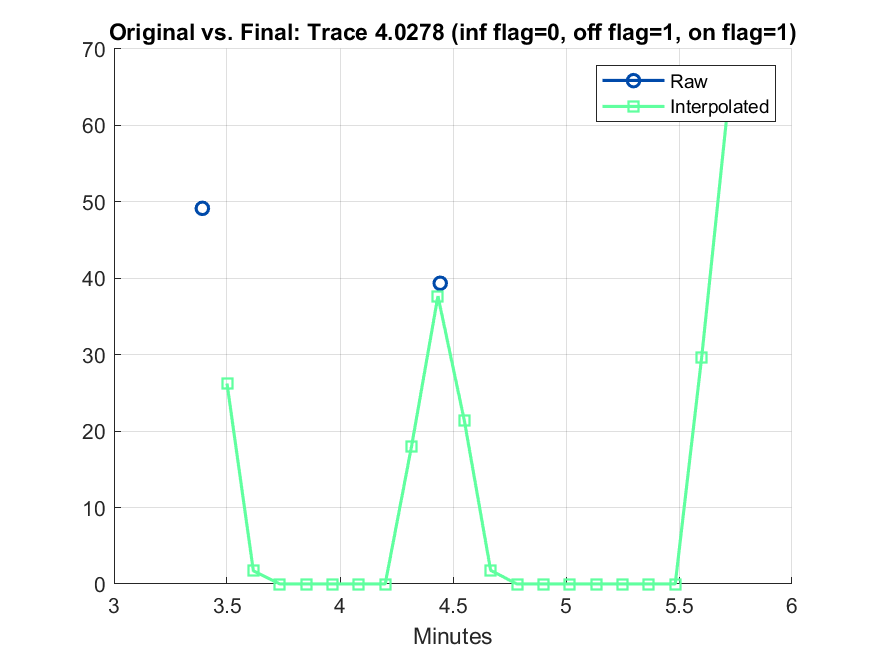 Original vs. Final: Trace 4.0278 (inf flag=0, off flag=1, on flag=1)
70
60
50
40
30
20
10
0
Raw
Interpolated
3 3.5 4 4.5 5 5.5 6
Minutes